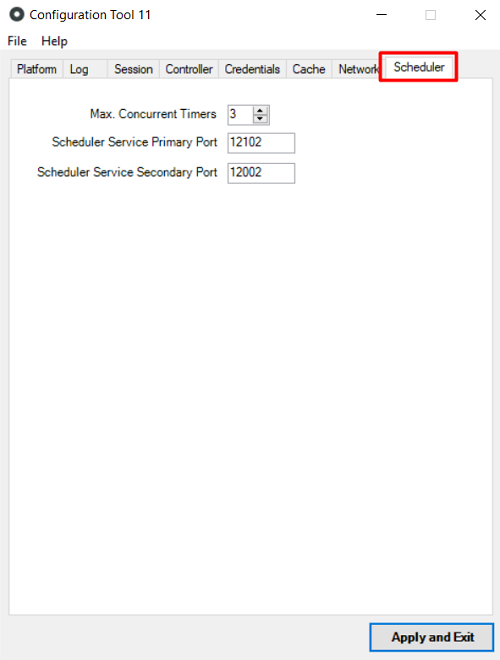 Configuration Tool 11
File Help
Platform Log Session Controller Credentials Cache Network Scheduler
Max. Concurrent Timers 3
Scheduler Service Primary Port 12102
Scheduler Service Secondary Port 12002
Apply and Exit